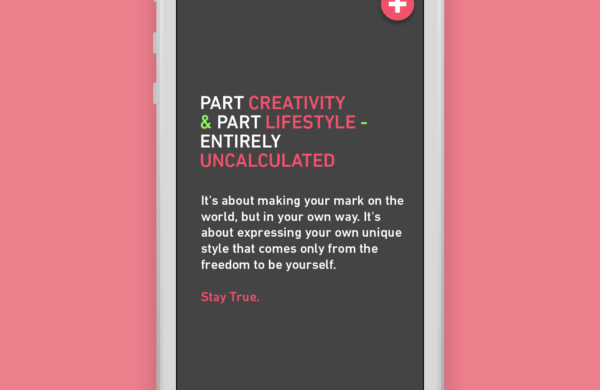 PART CREATIVITY
& PART LIFESTYLE -
ENTIRELY
UNCALCULATED
It's about making your mark on the
world, but in your own way. It's
about expressing your own unique
style that comes only from the
freedom to be yourself.
Stay True.